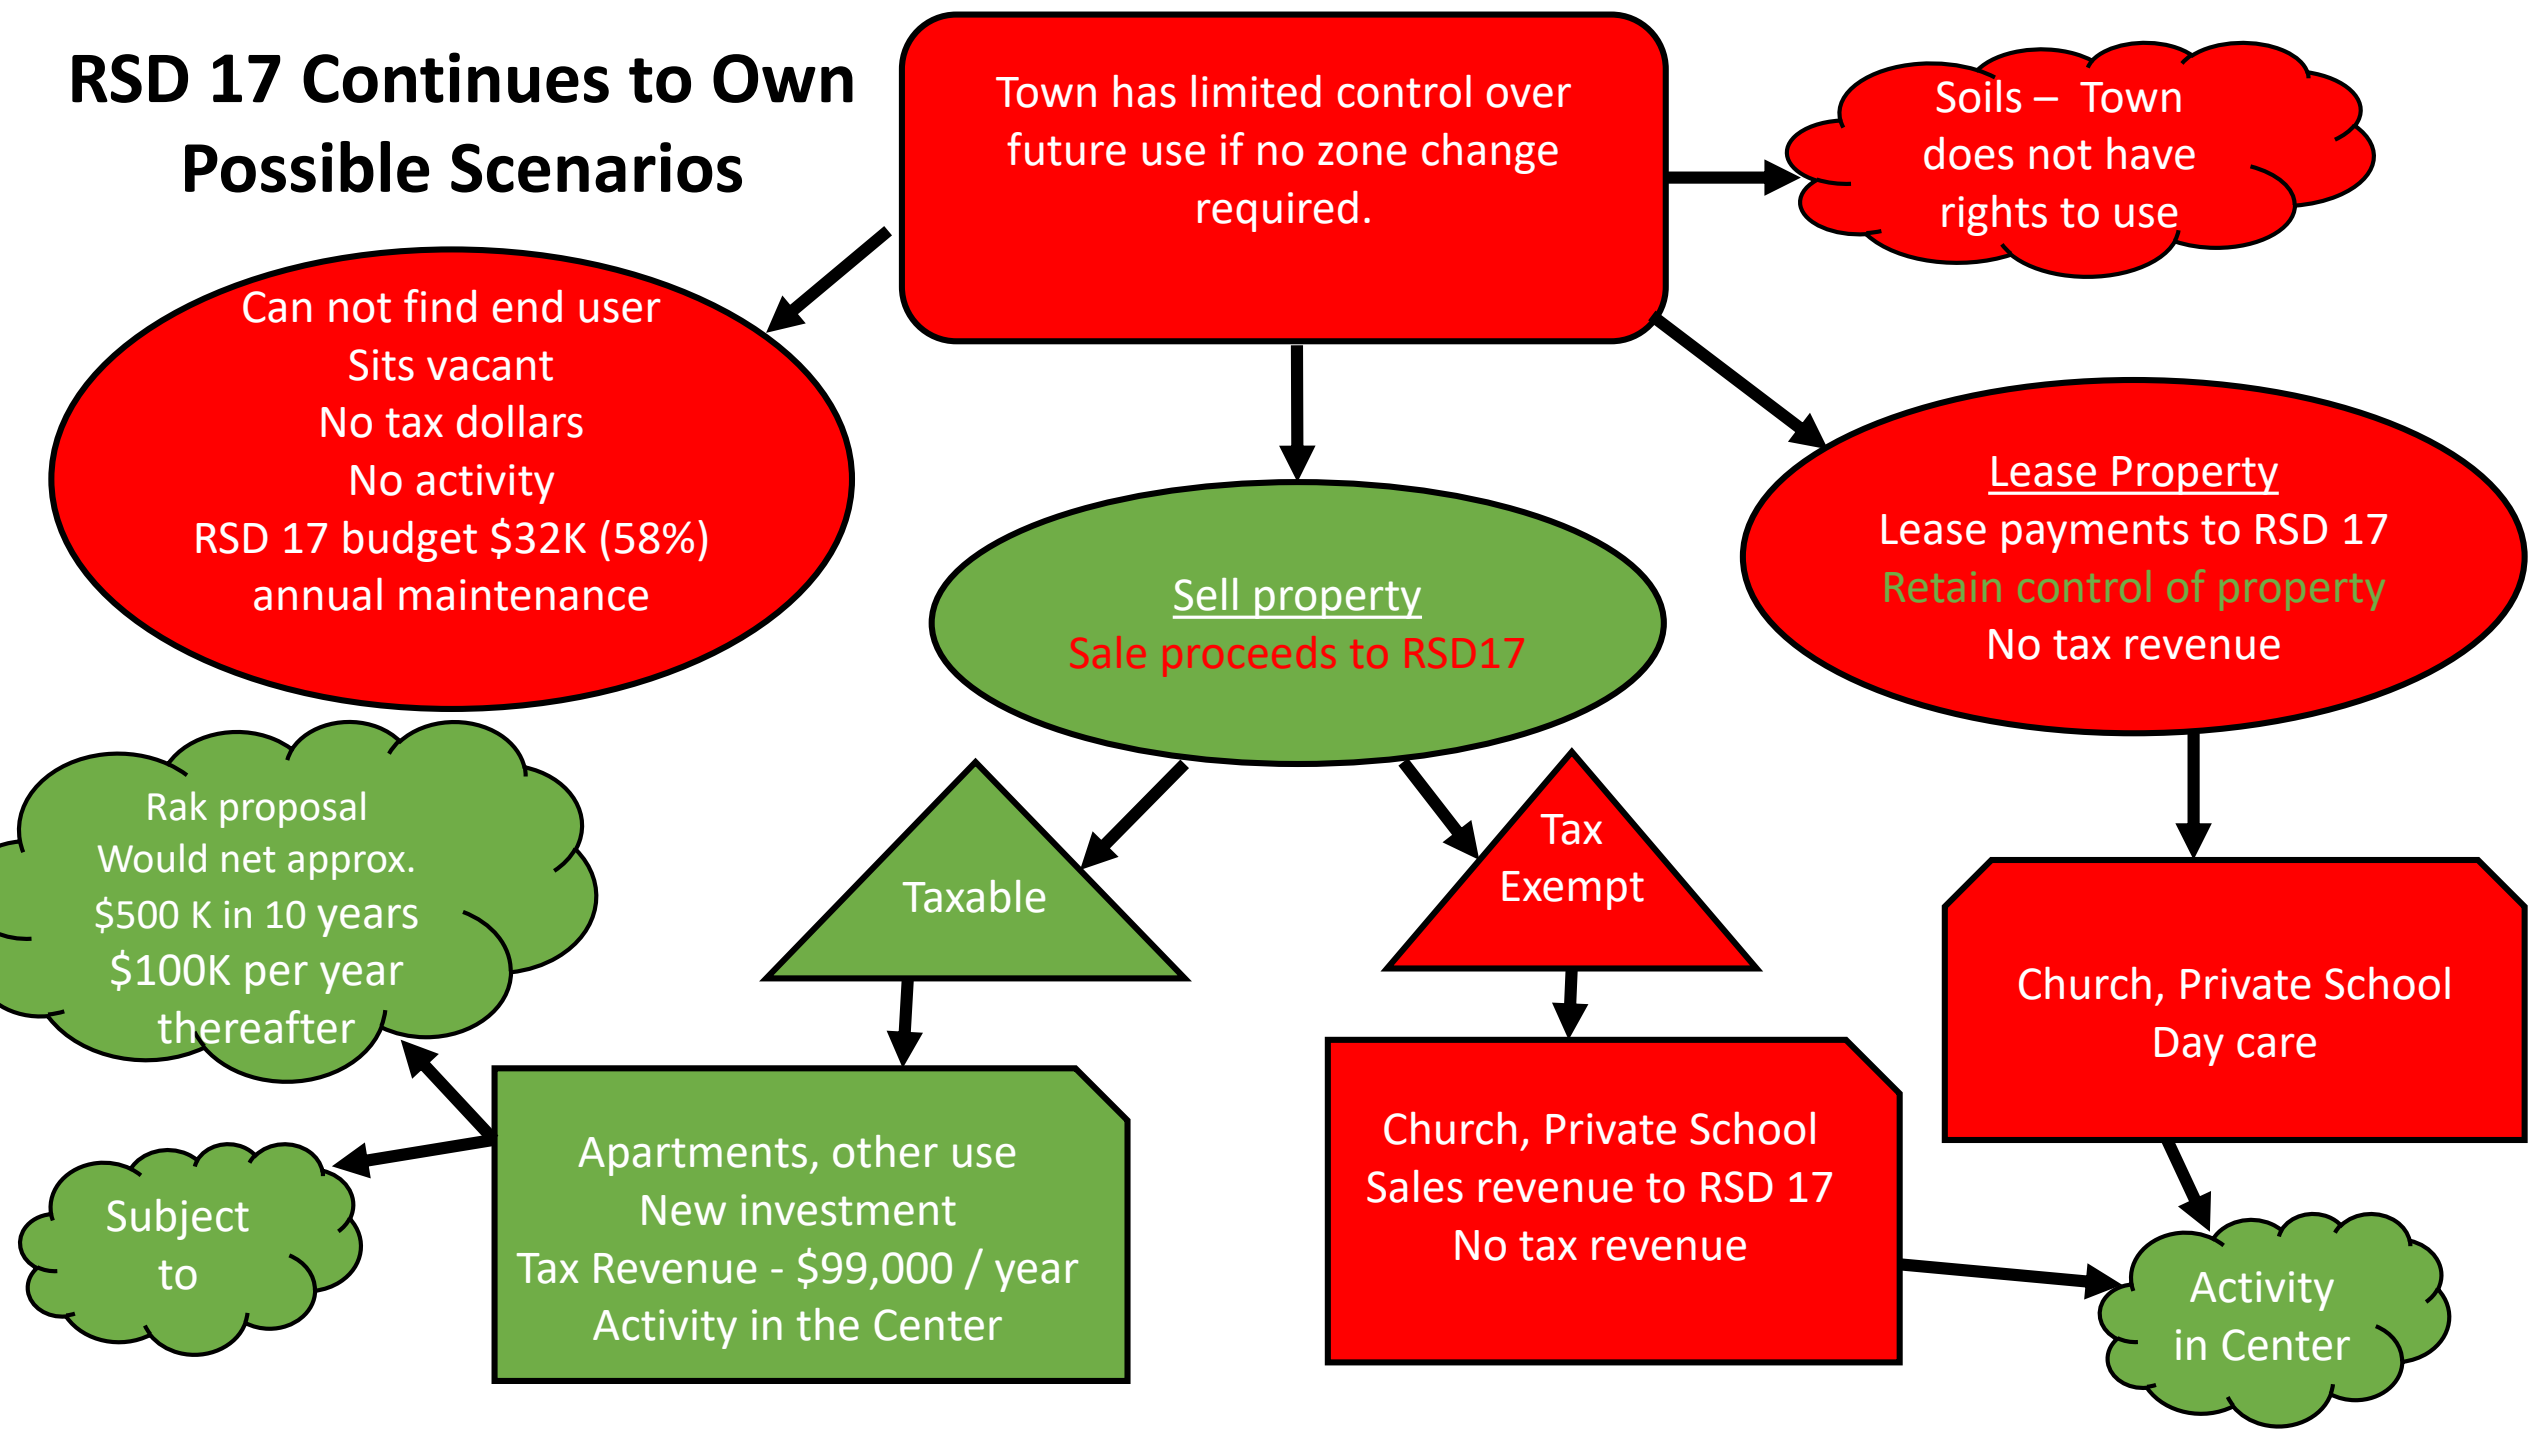 RSD 17 Continues to Own
Possible Scenarios
Town has limited control over
future use if no zone change
required.
Soils – Town
does not have
rights to use
Can not find end user
Sits vacant
No tax dollars
No activity
RSD 17 budget $32K (58%)
annual maintenance
Sell property
Sale proceeds to RSD17
Lease Property
Lease payments to RSD 17
Retain control of property
No tax revenue
Rak proposal
Would net approx.
$500 K in 10 years
$100K per year
thereafter
Taxable
Tax
Exempt
Church, Private School
Day care
Subject
to
Apartments, other use
New investment
Tax Revenue - $99,000 / year
Activity in the Center
Church, Private School
Sales revenue to RSD 17
No tax revenue
Activity
in Center